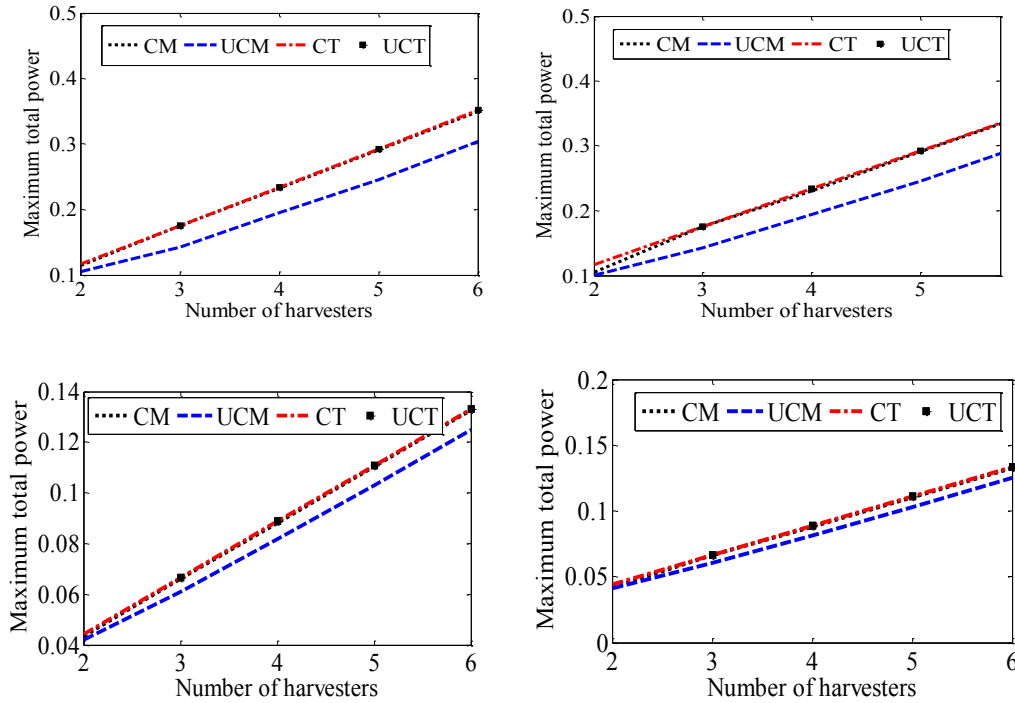 0.5
CM UCM CT UCT
0.4
0.3
0.2
0.1
Maximum total power
2 3 4 5 6
Number of harvesters
0.5
CM UCM CT UCT
0.4
0.3
0.2
0.1
Maximum total power
2 3 4 5
Number of harvesters
0.14
CM UCM CT UCT
0.12
0.1
0.08
0.06
0.04
Maximum total power
2 3 4 5 6
Number of harvesters
0.2
CM UCM CT UCT
0.15
0.1
0.05
0
Maximum total power
2 3 4 5 6
Number of harvesters